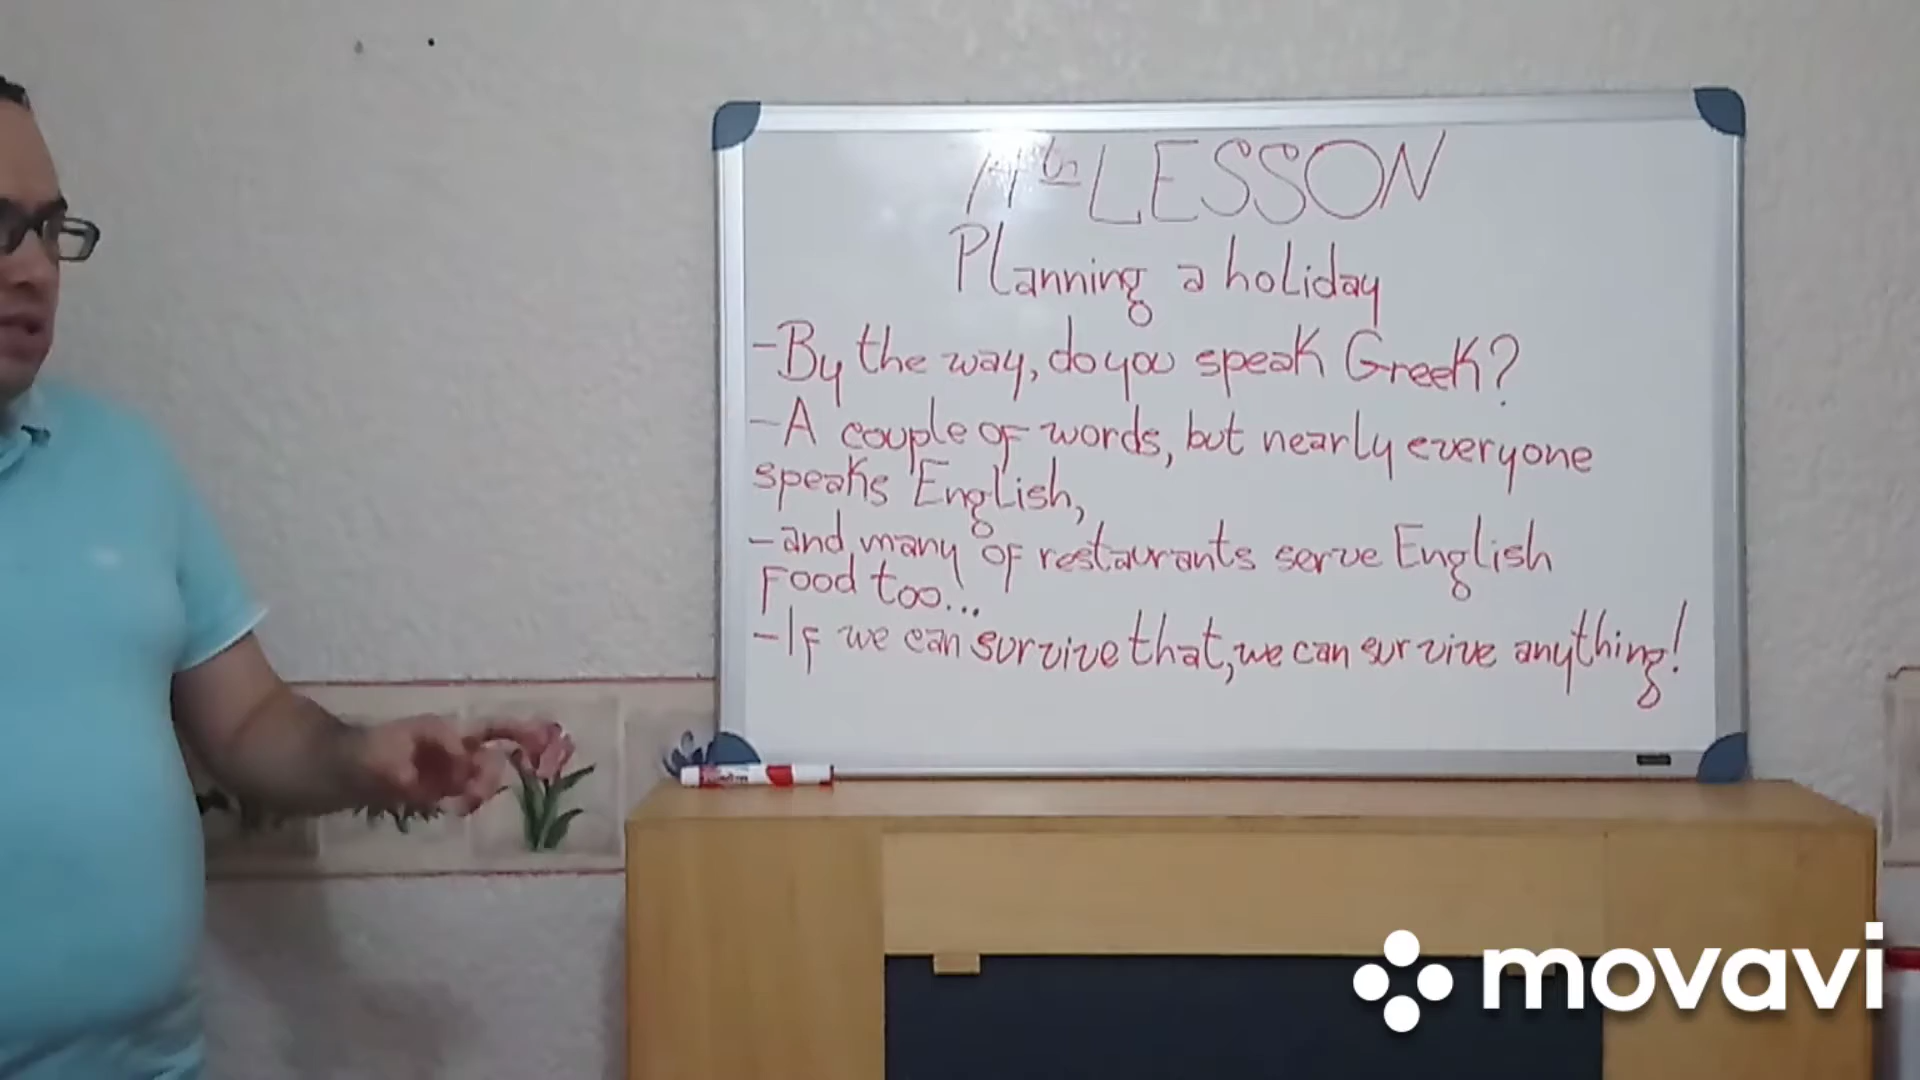 LESSON
Planning a holiday
-By the way, do you speak Greek?
-A couple of words, but nearly everyone
speaks English,
-and, many of restaurants serve English
Food too...
-If we can survive that, we can survive anything!
movavi